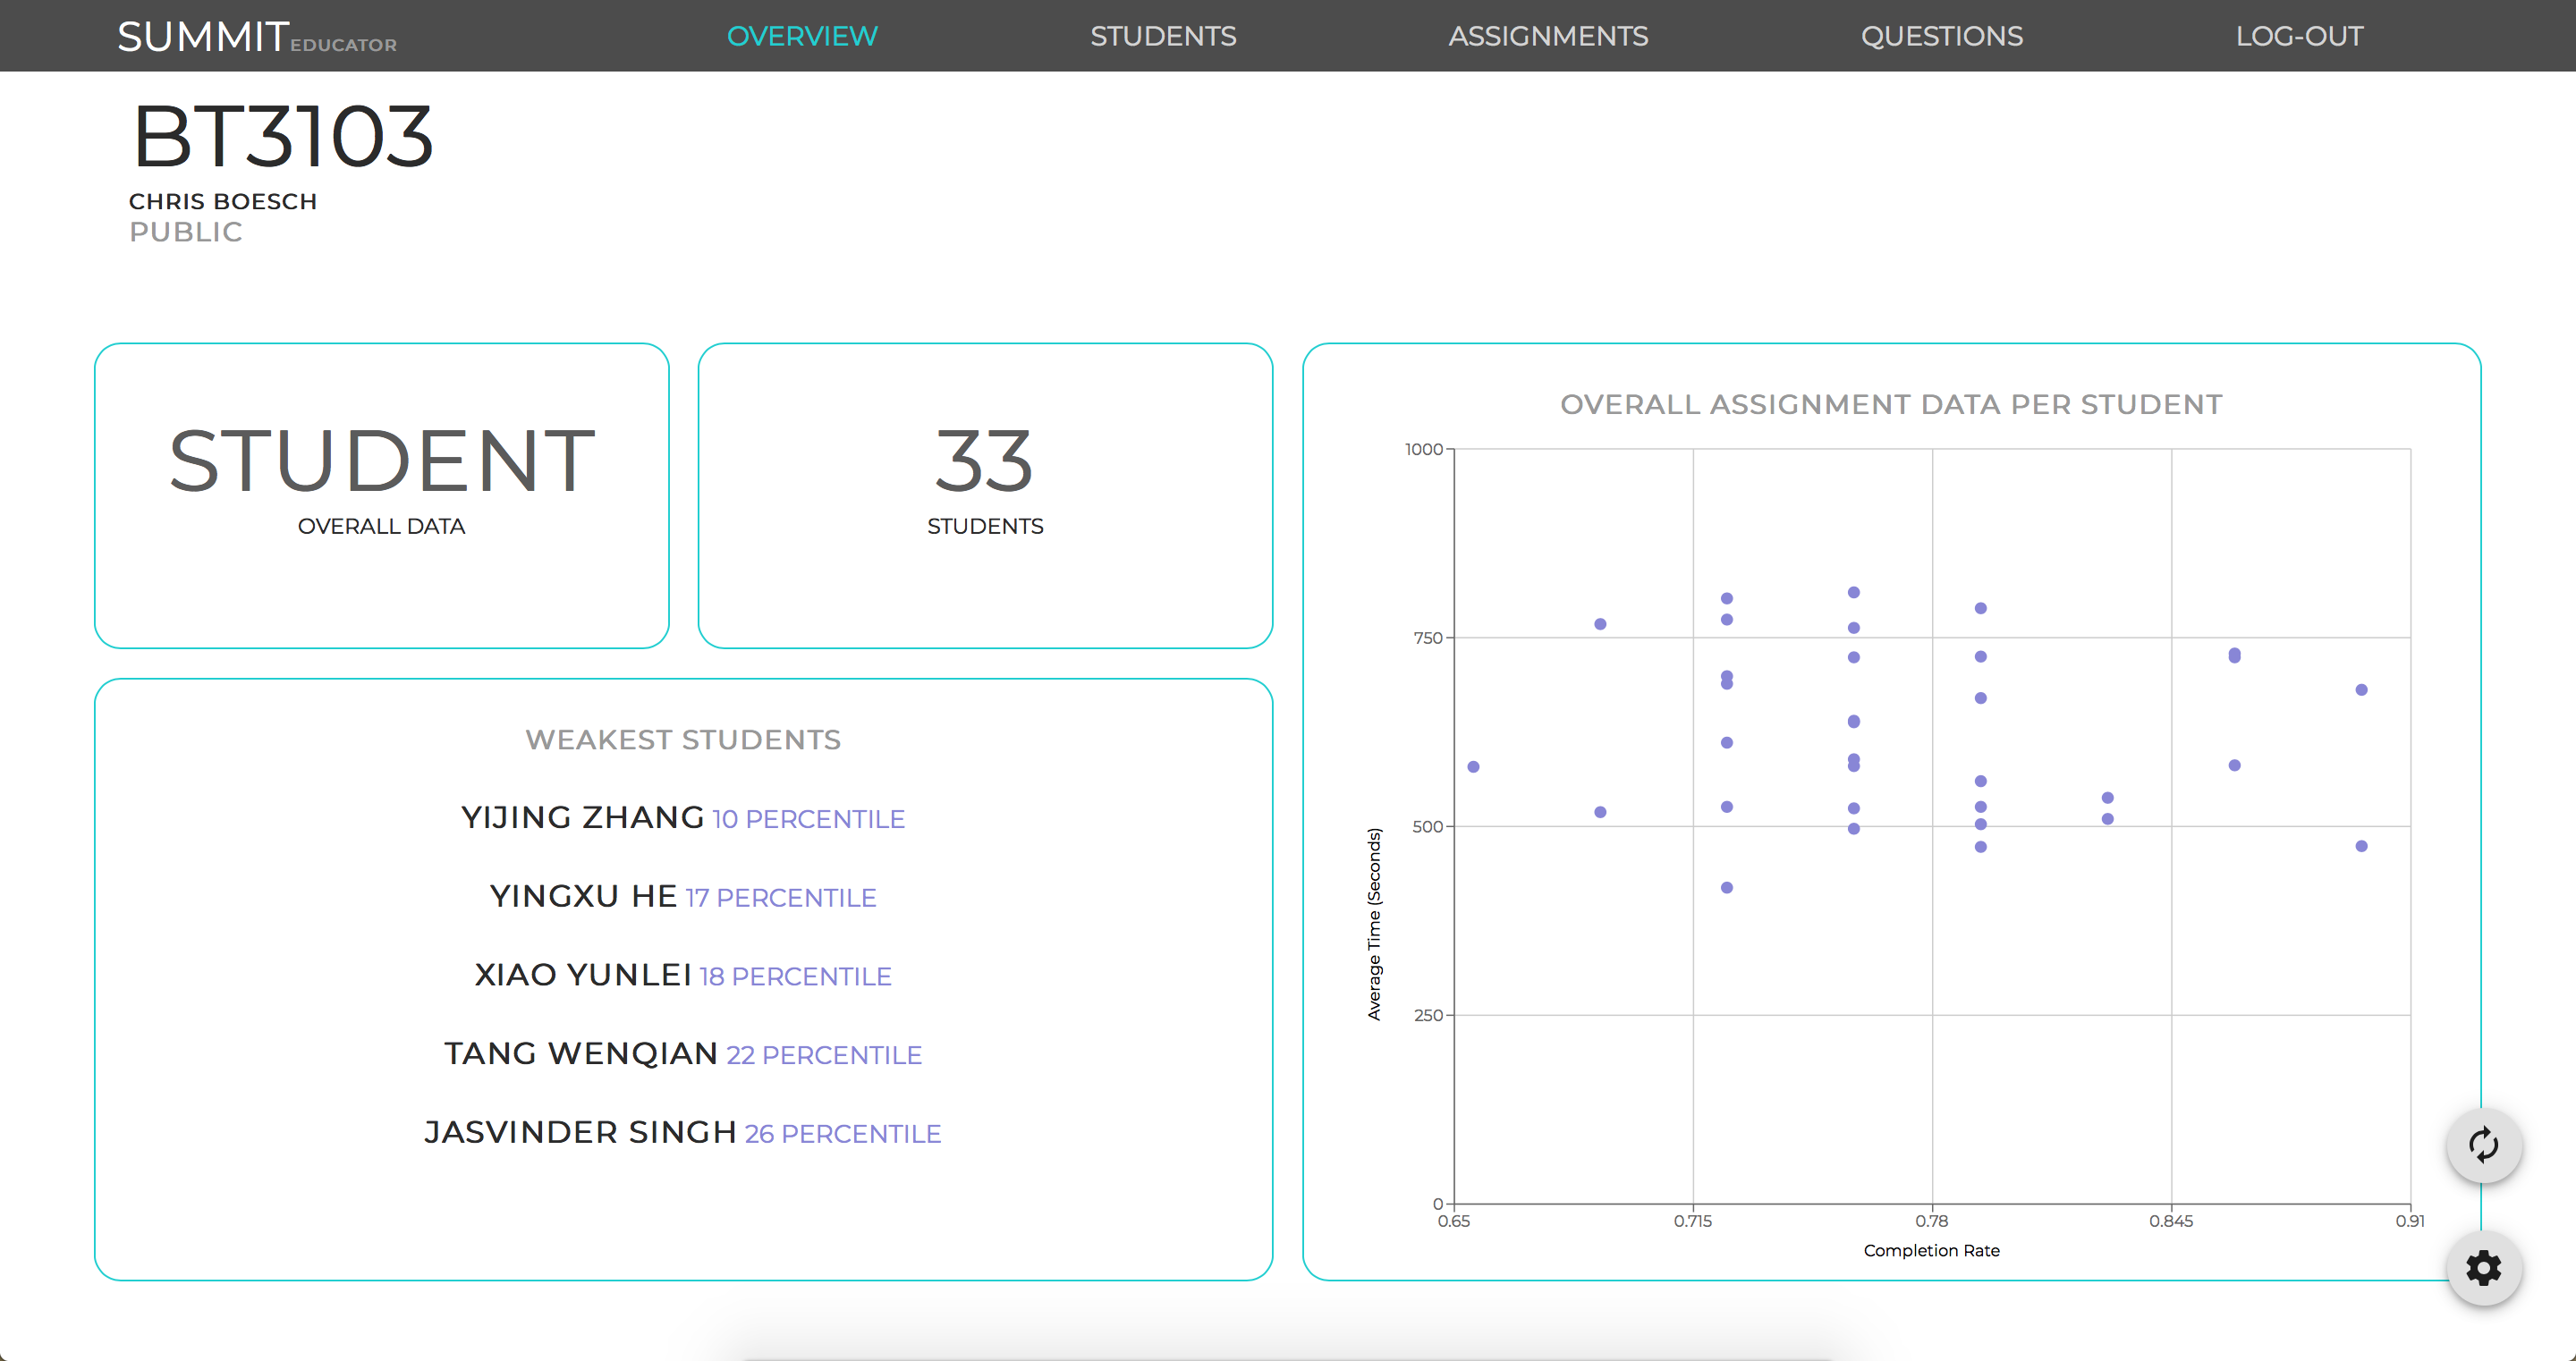 SUMMIT EDUCATOR OVERVIEW STUDENTS ASSIGNMENTS QUESTIONS LOG-OUT
BT3103
CHRIS BOESCH
PUBLIC
STUDENT
OVERALL DATA
33
STUDENTS
WEAKEST STUDENTS
YIJING ZHANG 10 PERCENTILE
YINGXU HE 17 PERCENTILE
XIAO YUNLEI 18 PERCENTILE
TANG WENQIAN 22 PERCENTILE
JASVINDER SINGH 26 PERCENTILE
OVERALL ASSIGNMENT DATA PER STUDENT
1000
750
500
250
0
Average Time (Seconds)
0.65 0.715 0.78 0.845 0.91
Completion Rate